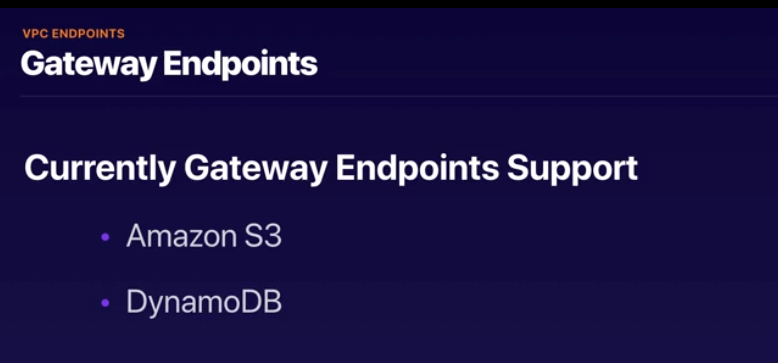 VPC ENDPOINTS
Gateway Endpoints
Currently Gateway Endpoints Support
• Amazon S3
• DynamoDB